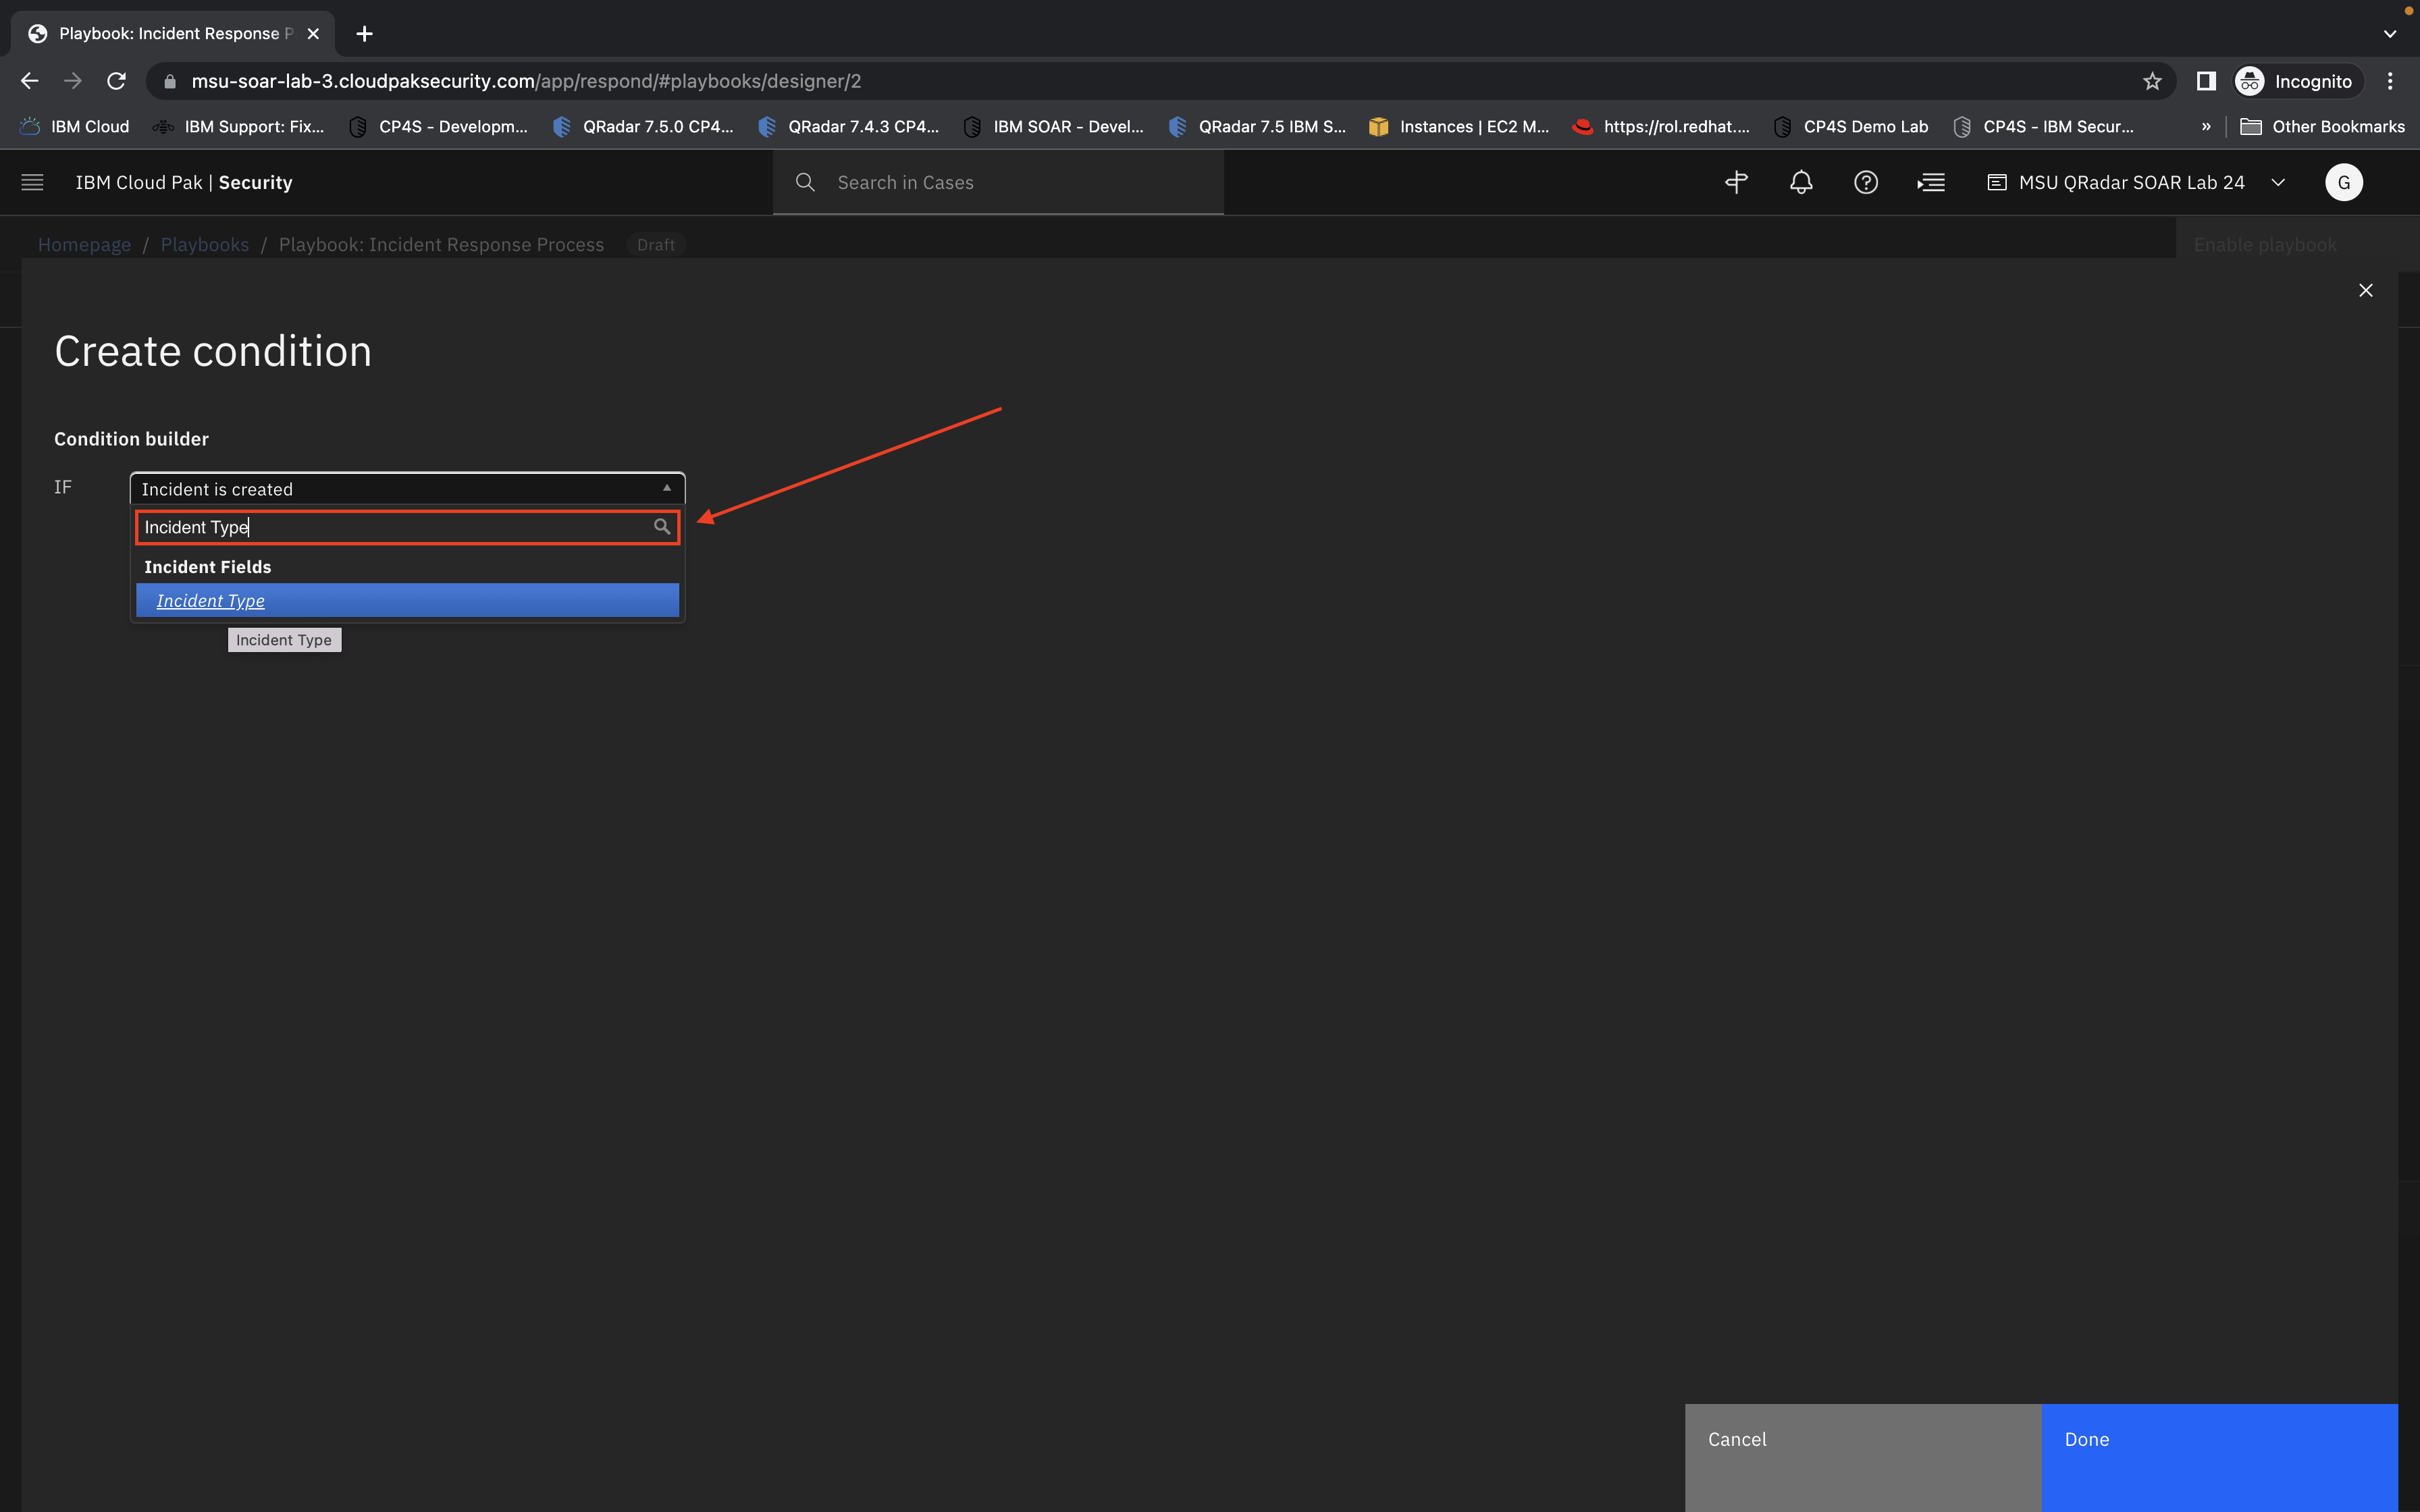 Playbook: Incident Response P
msu-soar-lab-3.cloudpaksecurity.com/app/respond/#playbooks/designer/2
Incognito
IBM Cloud
IBM Support: Fix...
CP4S - Developm...
QRadar 7.5.0 CP4...
QRadar 7.4.3 CP4...
IBM SOAR - Devel...
QRadar 7.5 IBM S...
Instances | EC2 M...
https://rol.redhat....
CP4S Demo Lab
CP4S - IBM Secur...
»
Other Bookmarks
IBM Cloud Pak | Security
Search in Cases
MSU QRadar SOAR Lab 24
G
Homepage / Playbooks / Playbook: Incident Response Process
Draft
Enable playbook
Create condition
Condition builder
IF
Incident is created
Incident Type
Incident Fields
Incident Type
Incident Type
Cancel
Done